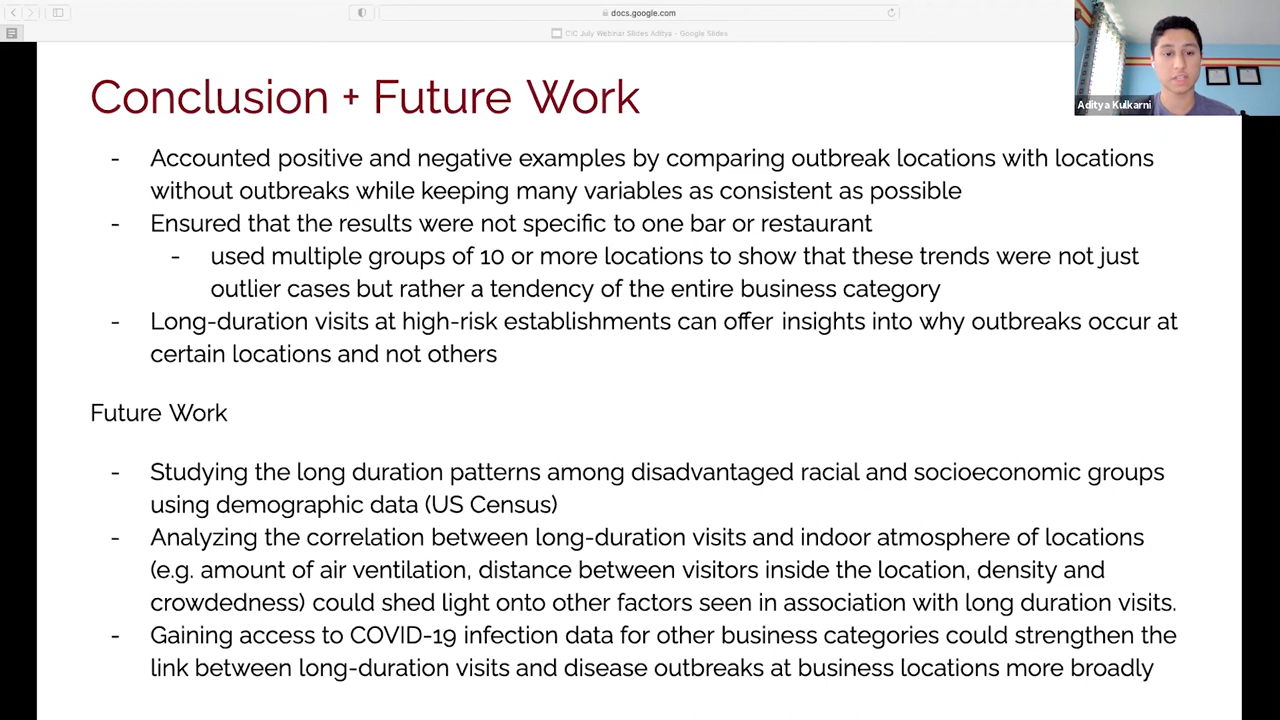 docs.google.com
CIC July Webinar Slides Aditya - Google Slides
Aditya Kulkarni
Conclusion + Future Work
- Accounted positive and negative examples by comparing outbreak locations with locations
without outbreaks while keeping many variables as consistent as possible
- Ensured that the results were not specific to one bar or restaurant
- used multiple groups of 10 or more locations to show that these trends were not just
outlier cases but rather a tendency of the entire business category
- Long-duration visits at high-risk establishments can offer insights into why outbreaks occur at
certain locations and not others
Future Work
- Studying the long duration patterns among disadvantaged racial and socioeconomic groups
using demographic data (US Census)
- Analyzing the correlation between long-duration visits and indoor atmosphere of locations
(e.g. amount of air ventilation, distance between visitors inside the location, density and
crowdedness) could shed light onto other factors seen in association with long duration visits.
- Gaining access to COVID-19 infection data for other business categories could strengthen the
link between long-duration visits and disease outbreaks at business locations more broadly